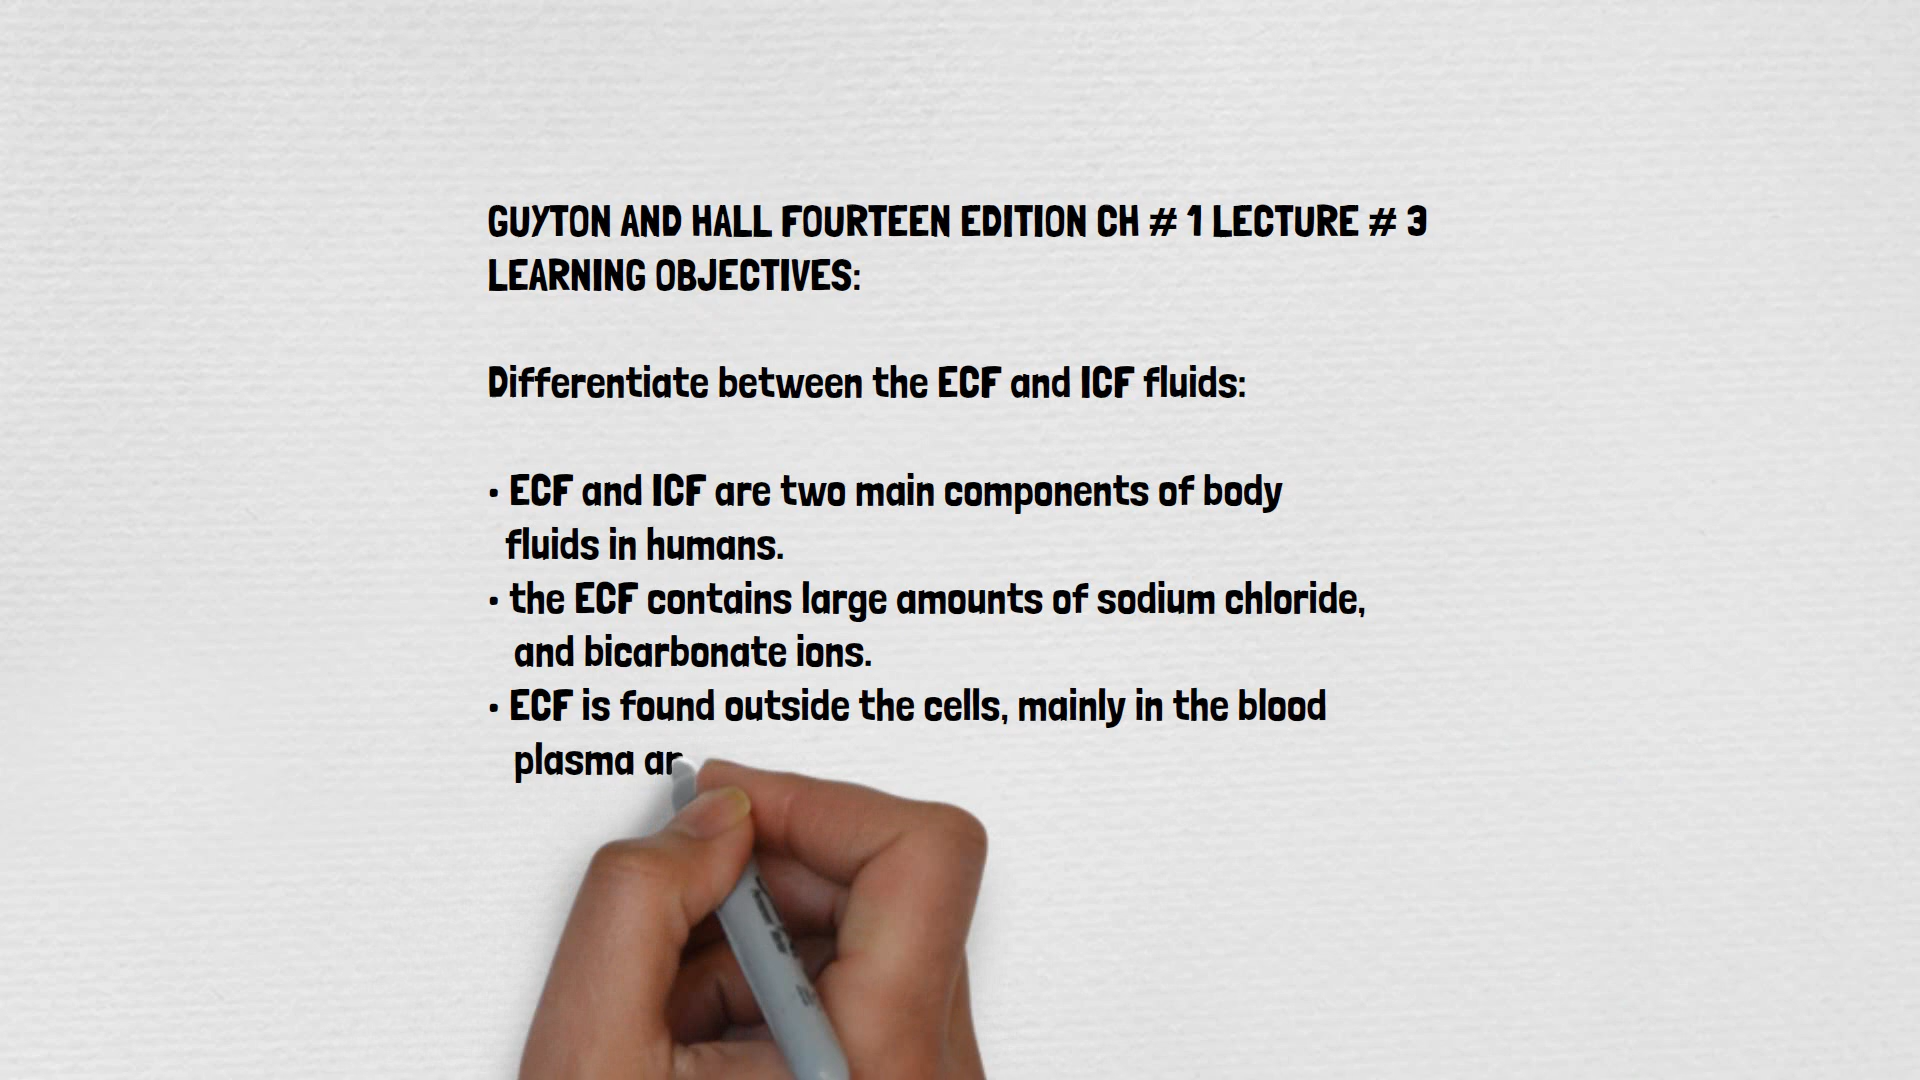 GUYTON AND HALL FOURTEEN EDITION CH # 1 LECTURE # 3
LEARNING OBJECTIVES:
Differentiate between the ECF and ICF fluids:
• ECF and ICF are two main components of body
fluids in humans.
• the ECF contains large amounts of sodium chloride,
and bicarbonate ions.
• ECF is found outside the cells, mainly in the blood
plasma an